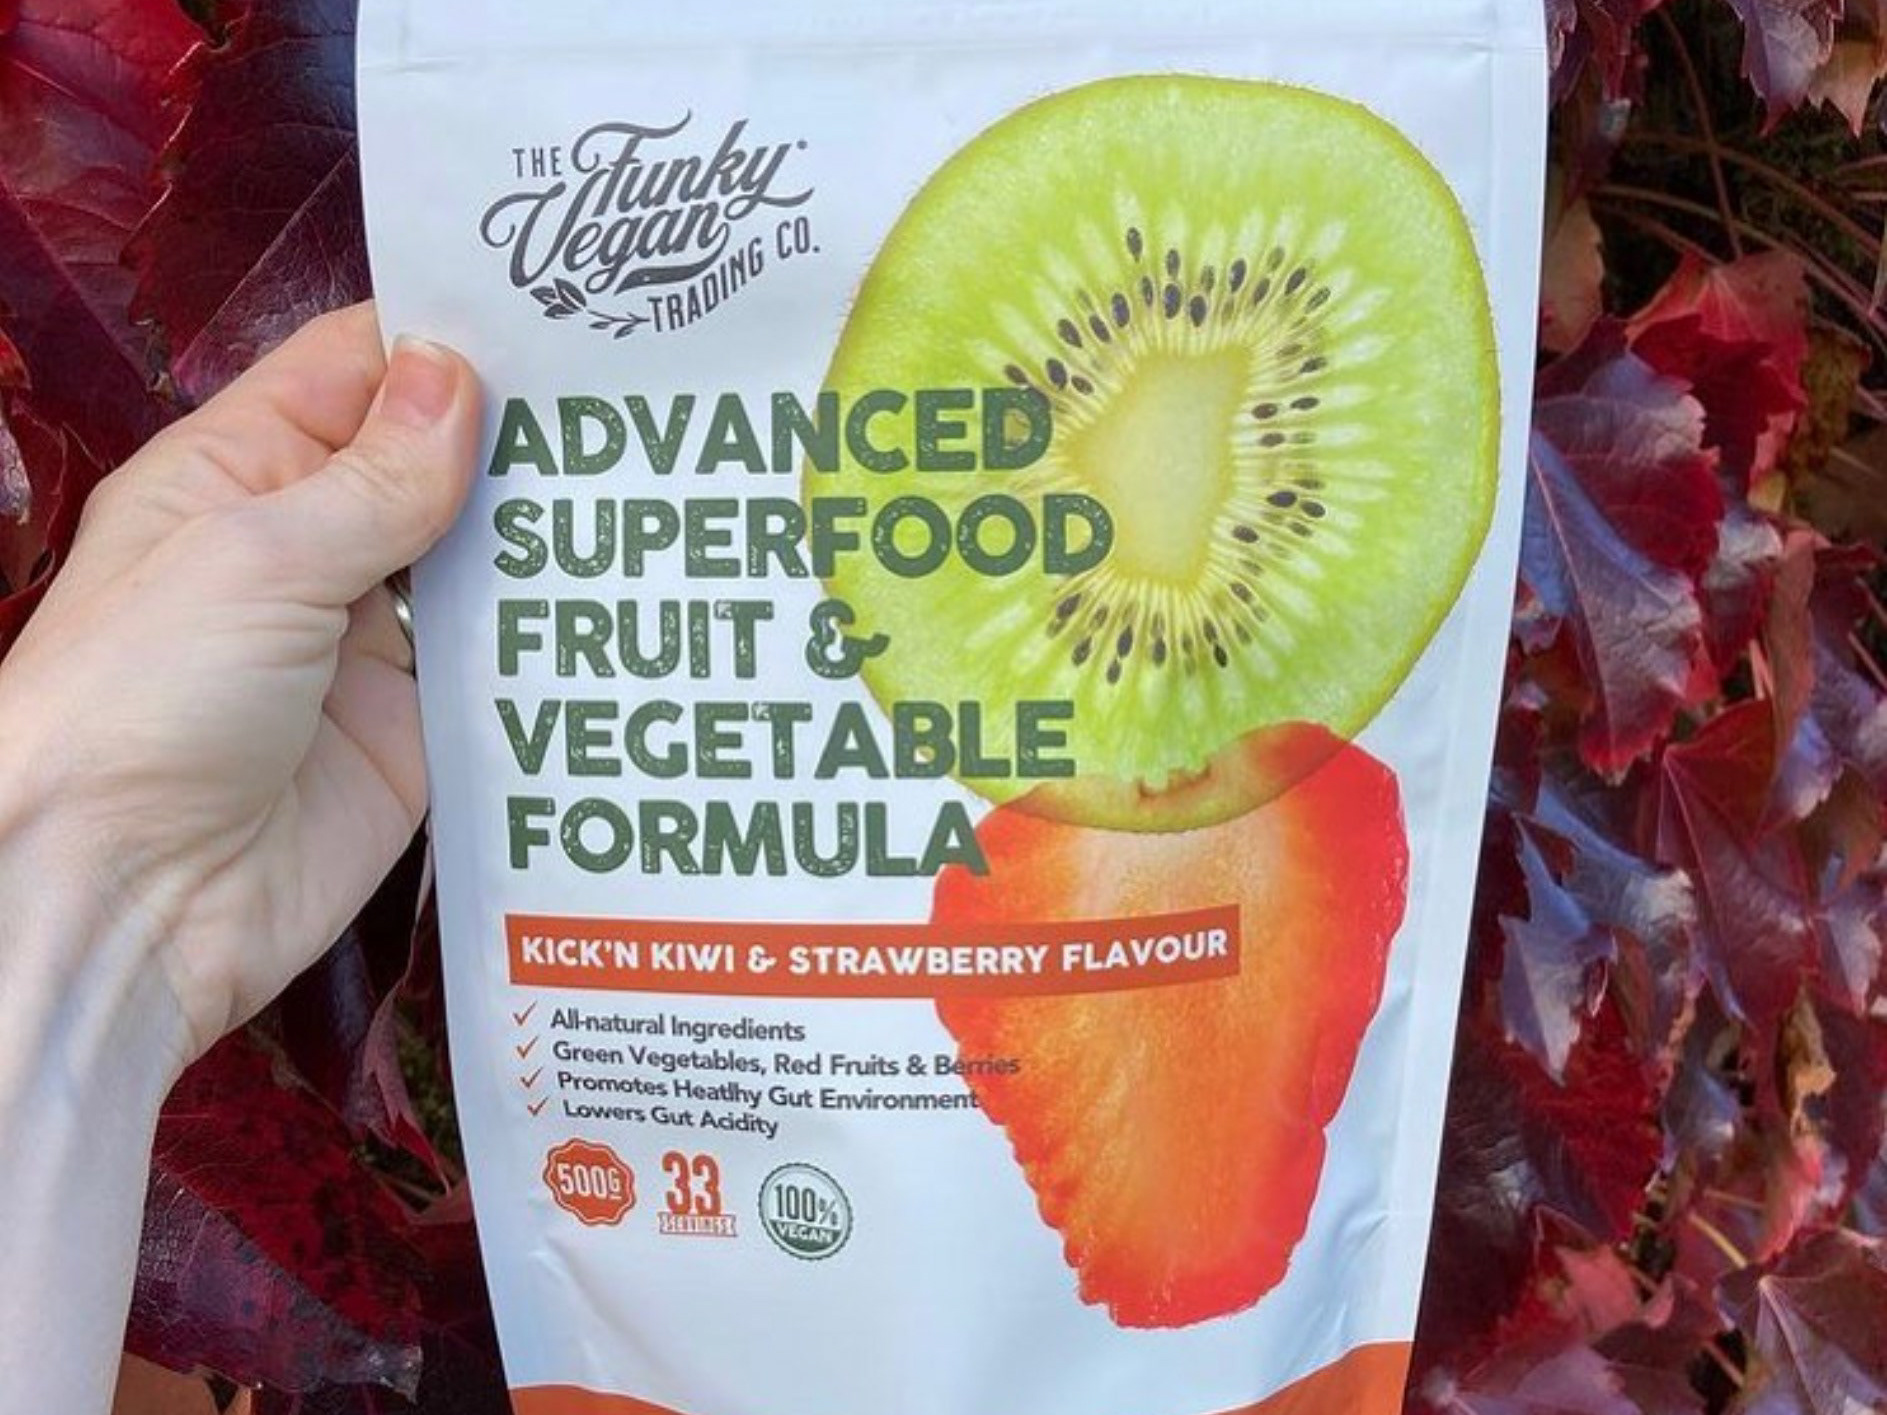 THE Funky
Vegan
TRADING CO.
ADVANCED
SUPERFOOD
FRUIT &
VEGETABLE
FORMULA
KICK'N KIWI & STRAWBERRY FLAVOUR
All-natural Ingredients
Green Vegetables, Red Fruits & Berries
Promotes Heatlhy Gut Environment
Lowers Gut Acidity
500G
33
SERVINGS
100%
VEGAN